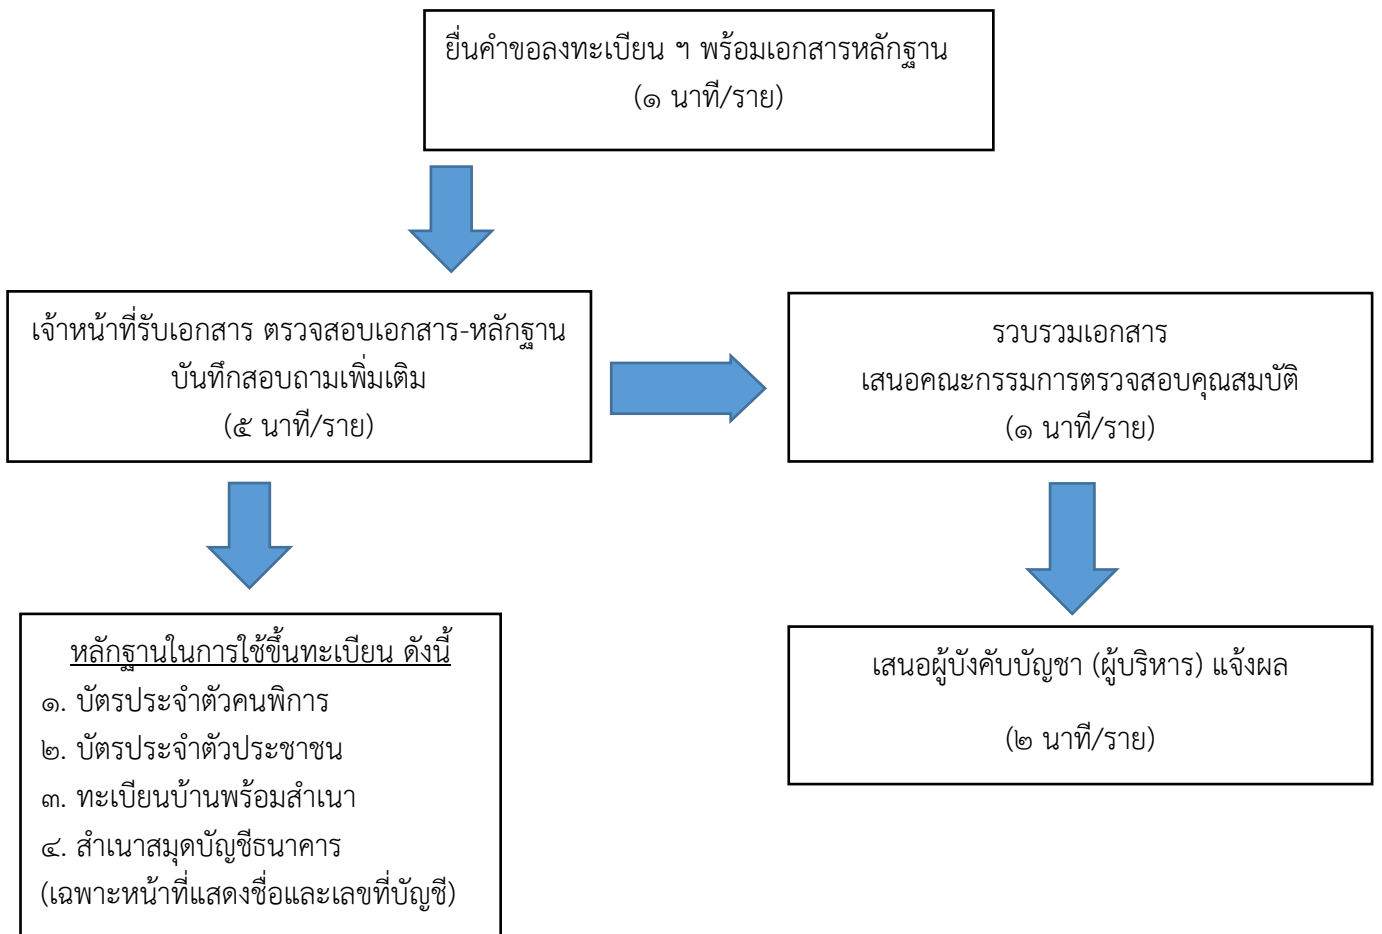 ยื่นคำขอลงทะเบียน ฯ พร้อมเอกสารหลักฐาน
(๑ นาที/ราย)
เจ้าหน้าที่รับเอกสาร ตรวจสอบเอกสาร-หลักฐาน
บันทึกสอบถามเพิ่มเติม
(๕ นาที/ราย)
รวบรวมเอกสาร
เสนอคณะกรรมการตรวจสอบคุณสมบัติ
(๑ นาที/ราย)
หลักฐานในการใช้ขึ้นทะเบียน ดังนี้
๑. บัตรประจำตัวคนพิการ
๒. บัตรประจำตัวประชาชน
๓. ทะเบียนบ้านพร้อมสำเนา
๔. สำเนาสมุดบัญชีธนาคาร
(เฉพาะหน้าที่แสดงชื่อและเลขที่บัญชี)
เสนอผู้บังคับบัญชา (ผู้บริหาร) แจ้งผล
(๒ นาที/ราย)